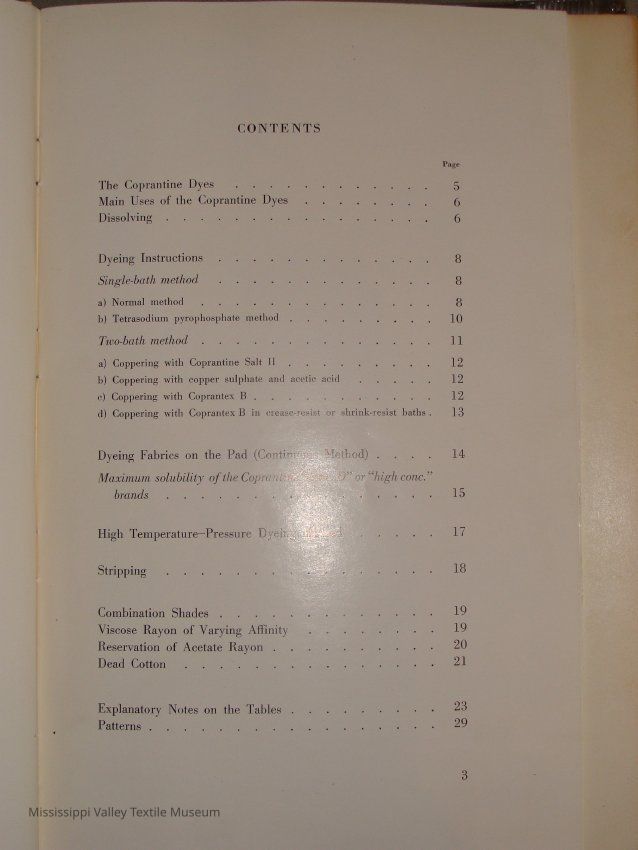 CONTENTS
Page
The Coprantine Dyes . . . . . . . . . . . . 5
Main Uses of the Coprantine Dyes . . . . . . . . 6
Dissolving . . . . . . . . . . . . . . . . 6
Dyeing Instructions . . . . . . . . . . . . . 8
Single-bath method . . . . . . . . . . . . . 8
a) Normal method . . . . . . . . . . . . . . 8
b) Tetrasodium pyrophosphate method . . . . . . . . . 10
Two-bath method . . . . . . . . . . . . . . 11
a) Coppering with Coprantine Salt II . . . . . . . . . 12
b) Coppering with copper sulphate and acetic acid . . . . . 12
c) Coppering with Coprantex B . . . . . . . . . . . 12
d) Coppering with Coprantex B in crease-resist or shrink-resist baths . 13
Dyeing Fabrics on the Pad (Continuous Method) . . . . 14
Maximum solubility of the or "high conc."
brands . . . . . . . . . . . . . . . . 15
High Temperature–Pressure . . . . . 17
Stripping . . . . . . . . . . . . . . . . 18
Combination Shades . . . . . . . . . . . . . 19
Viscose Rayon of Varying Affinity . . . . . . . . 19
Reservation of Acetate Rayon . . . . . . . . . . 20
Dead Cotton . . . . . . . . . . . . . . . 21
Explanatory Notes on the Tables . . . . . . . . . 23
Patterns . . . . . . . . . . . . . . . . . 29
3
Mississippi Valley Textile Museum